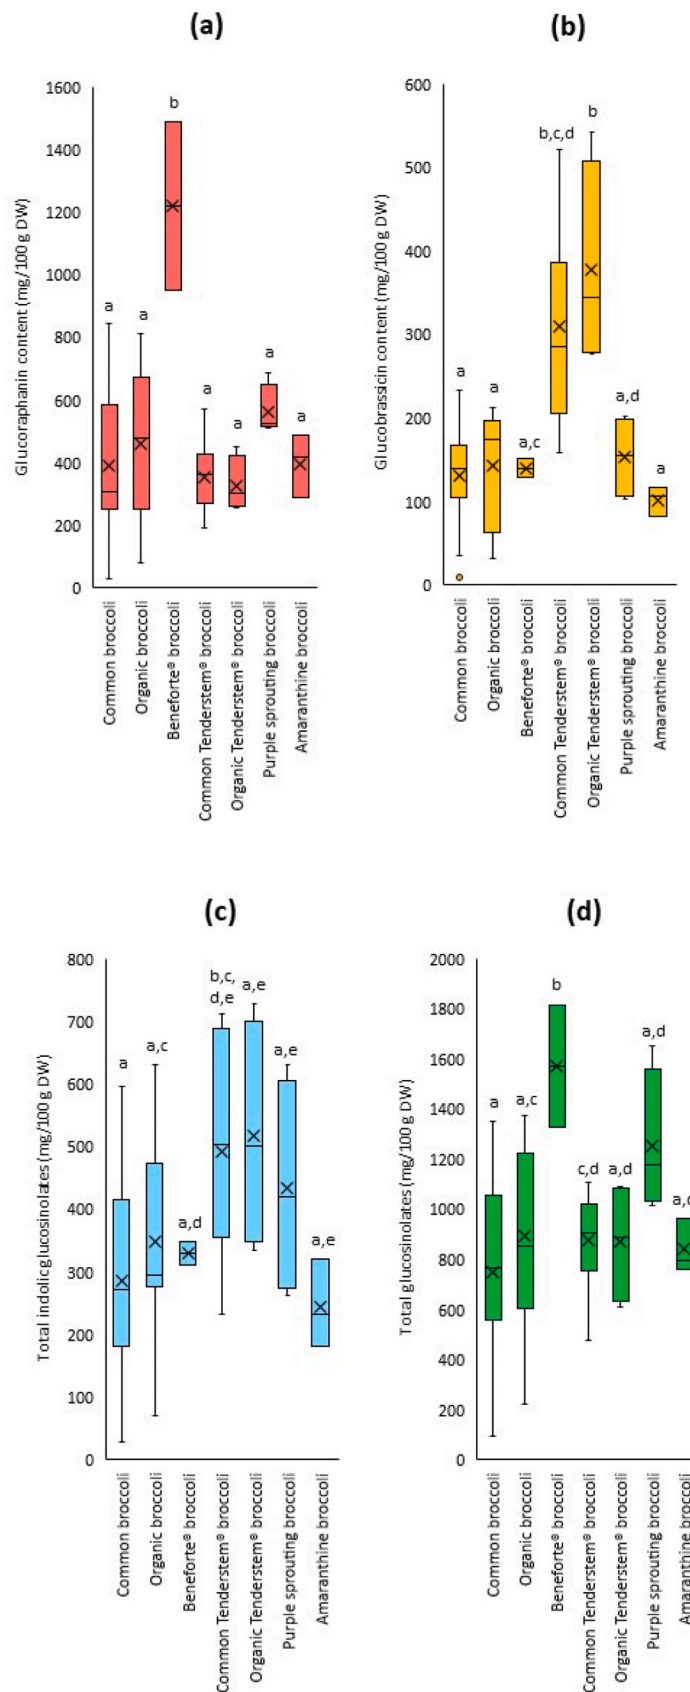 (a)
Glucoraphanin content (mg/100 g DW)
1600
1400
1200
1000
800
600
400
200
0
a
a
b
a
a
a
a
Common broccoli
Organic broccoli
Beneforte® broccoli
Common Tenderstem® broccoli
Organic Tenderstem® broccoli
Purple sprouting broccoli
Amaranthine broccoli
(b)
Glucobrassicin content (mg/100 g DW)
600
500
400
300
200
100
0
a
a
a,c
b,c,d
b
a,d
a
Common broccoli
Organic broccoli
Beneforte® broccoli
Common Tenderstem® broccoli
Organic Tenderstem® broccoli
Purple sprouting broccoli
Amaranthine broccoli
(c)
Total indolic glucosinolates (mg/100 g DW)
800
700
600
500
400
300
200
100
0
a
a,c
a,d
b,c,
d,e
a,e
a,e
a,e
Common broccoli
Organic broccoli
Beneforte® broccoli
Common Tenderstem® broccoli
Organic Tenderstem® broccoli
Purple sprouting broccoli
Amaranthine broccoli
(d)
Total glucosinolates (mg/100 g DW)
2000
1800
1600
1400
1200
1000
800
600
400
200
0
a
a,c
b
c,d
a,d
a,d
Common broccoli
Organic broccoli
Beneforte® broccoli
Common Tenderstem® broccoli
Organic Tenderstem® broccoli
Purple sprouting broccoli
Amaranthine broccoli